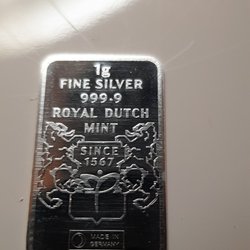 1g
FINE SILVER
999.9
ROYAL DUTCH
MINT
SINCE
1567
MADE IN
GERMANY